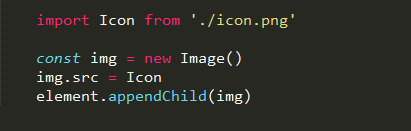 import Icon from './icon.png'
const img = new Image()
img.src = Icon
element.appendChild(img)